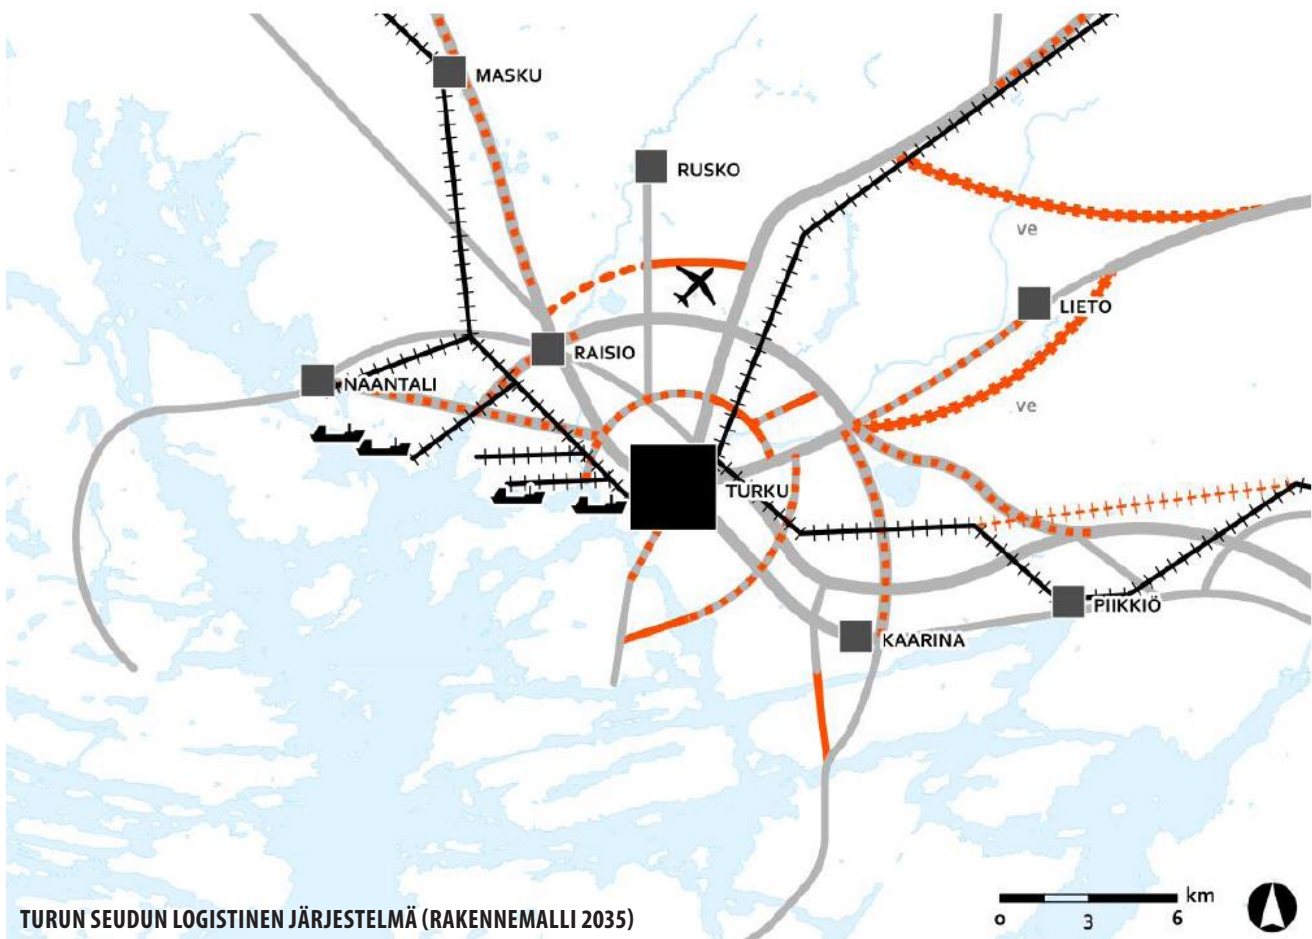 MASKU
RUSKO
ve
LIETO
RAISIO
NAANTALI
ve
TURKU
PIIKKIÖ
KAARINA
km
0 3 6
TURUN SEUDUN LOGISTINEN JÄRJESTELMÄ (RAKENNEMALLI 2035)